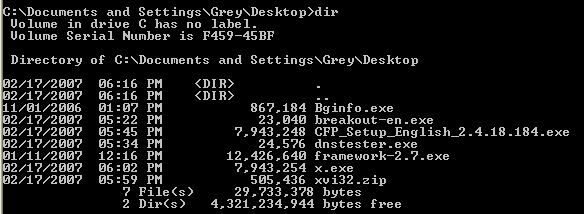 C:\Documents and Settings\Grey\Desktop>dir
Volume in drive C has no label.
Volume Serial Number is F459-45BF
Directory of C:\Documents and Settings\Grey\Desktop
02/17/2007 06:16 PM <DIR> .
02/17/2007 06:16 PM <DIR> ..
11/01/2006 01:07 PM 867,184 Bginfo.exe
02/17/2007 05:22 PM 23,040 breakout-en.exe
02/17/2007 05:45 PM 7,943,248 CFP_Setup_English_2.4.18.184.exe
02/17/2007 05:34 PM 24,576 dnstester.exe
01/11/2007 12:16 PM 12,426,640 framework-2.7.exe
02/17/2007 06:02 PM 7,943,254 x.exe
02/17/2007 05:59 PM 505,436 xvi32.zip
7 File(s) 29,733,378 bytes
2 Dir(s) 4,321,234,944 bytes free